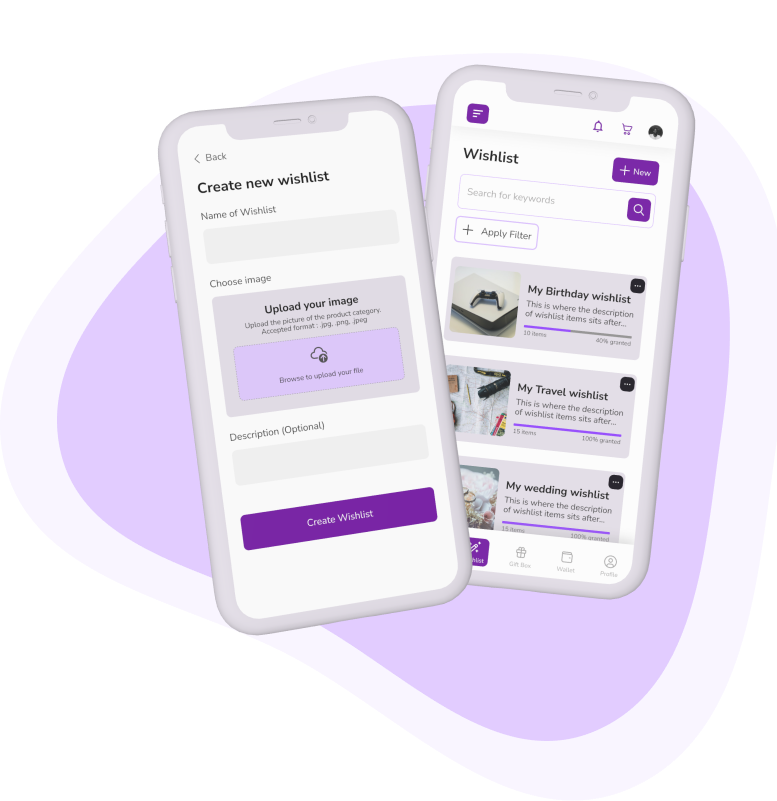 Back
Create new wishlist
Name of Wishlist
Choose image
Upload your image
Upload the picture of the product category.
Accepted format : .jpg, .png, .jpeg
Browse to upload your file
Description (Optional)
Create Wishlist
Wishlist
New
Search for keywords
Apply Filter
My Birthday wishlist
This is where the description
of wishlist items sits after...
10 items
40% granted
My Travel wishlist
This is where the description
of wishlist items sits after...
15 items
100% granted
My wedding wishlist
This is where the description
of wishlist items sits after...
15 items
100% granted
Gift Box
Wallet
Profile